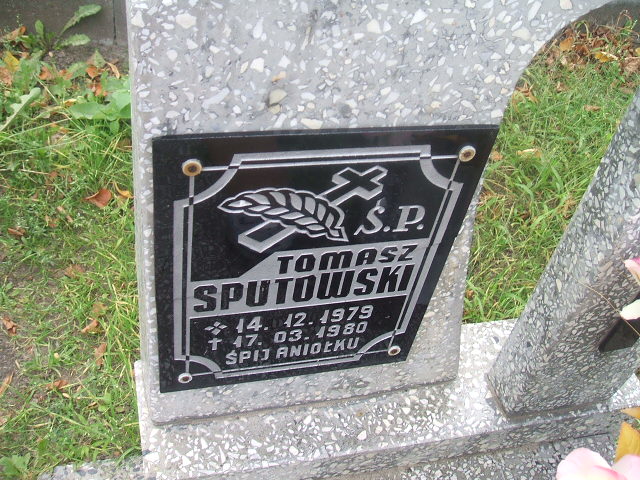 Ś.P.
TOMASZ
SPUTOWSKI
14. 12. 1979
17. 03. 1980
ŚPIJ ANIOŁKU